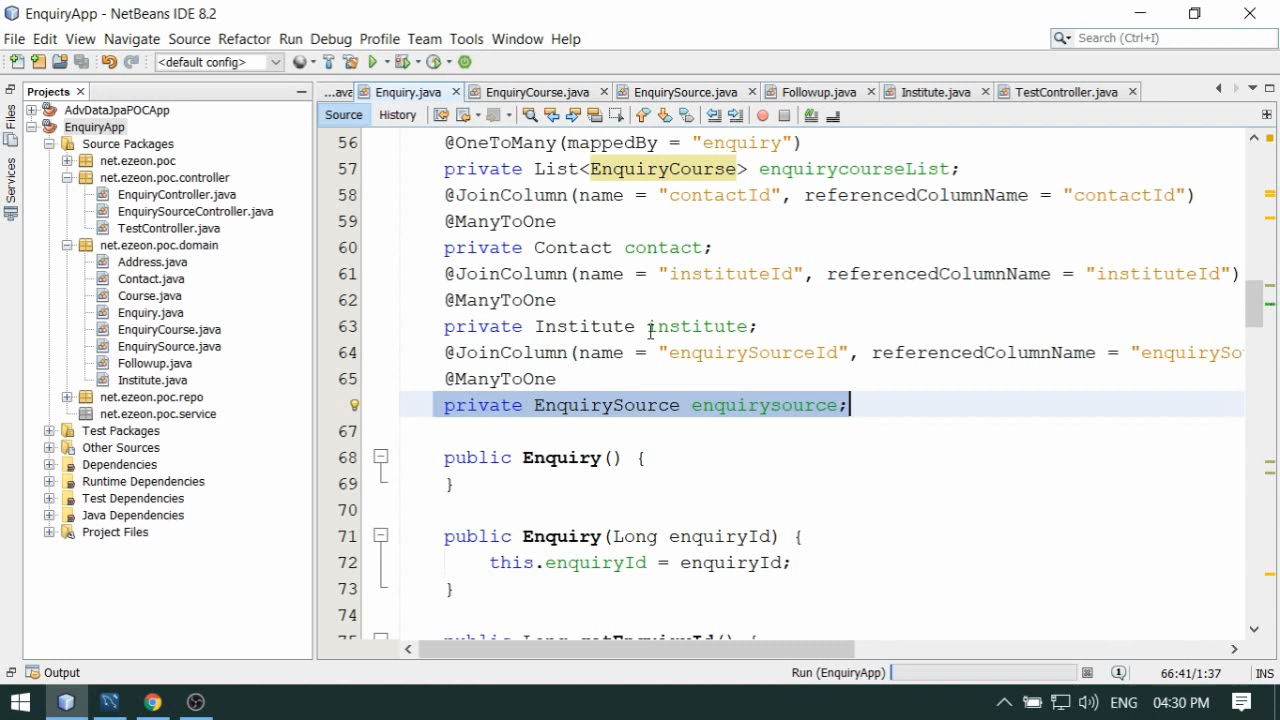 EnquiryApp - NetBeans IDE 8.2
File Edit View Navigate Source Refactor Run Debug Profile Team Tools Window Help
Search (Ctrl+I)
<default config>
Files
Services
Projects
AdvDataJpaPOCApp
EnquiryApp
Source Packages
net.ezeon.poc
net.ezeon.poc.controller
EnquiryController.java
EnquirySourceController.java
TestController.java
net.ezeon.poc.domain
Address.java
Contact.java
Course.java
Enquiry.java
EnquiryCourse.java
EnquirySource.java
Followup.java
Institute.java
net.ezeon.poc.repo
net.ezeon.poc.service
Test Packages
Other Sources
Dependencies
Runtime Dependencies
Test Dependencies
Java Dependencies
Project Files
...ava Enquiry.java EnquiryCourse.java EnquirySource.java Followup.java Institute.java TestController.java
Source History
56 @OneToMany(mappedBy = "enquiry")
57 private List<EnquiryCourse> enquirycourseList;
58 @JoinColumn(name = "contactId", referencedColumnName = "contactId")
59 @ManyToOne
60 private Contact contact;
61 @JoinColumn(name = "instituteId", referencedColumnName = "instituteId")
62 @ManyToOne
63 private Institute institute;
64 @JoinColumn(name = "enquirySourceId", referencedColumnName = "enquirySo
65 @ManyToOne
private EnquirySource enquirysource;
67
68 public Enquiry() {
69 }
70
71 public Enquiry(Long enquiryId) {
72 this.enquiryId = enquiryId;
73 }
74
public Long getEnquiryId() {
Output
Run (EnquiryApp)
1
66:41/1:37
INS
ENG
04:30 PM